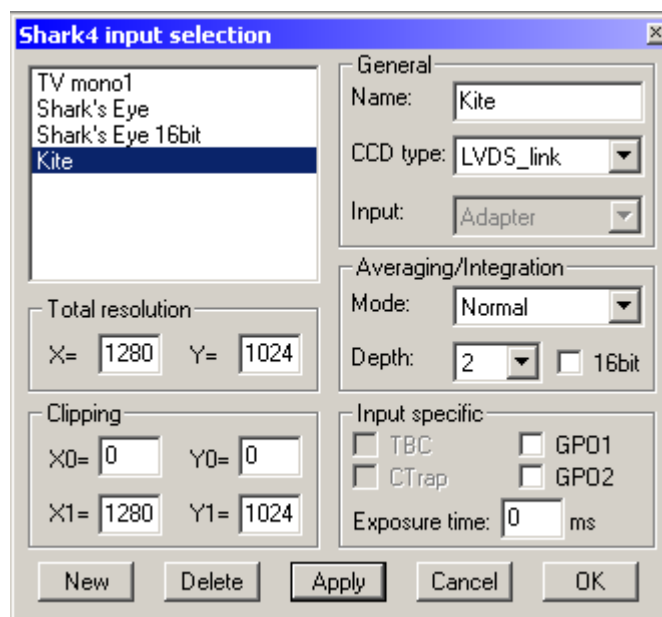 Shark4 input selection
TV mono1
Shark's Eye
Shark's Eye 16bit
Kite
General
Name: Kite
CCD type: LVDS_link
Input: Adapter
Total resolution
X= 1280 Y= 1024
Averaging/Integration
Mode: Normal
Depth: 2 16bit
Clipping
X0= 0 Y0= 0
X1= 1280 Y1= 1024
Input specific
TBC GPO1
CTrap GPO2
Exposure time: 0 ms
New Delete Apply Cancel OK